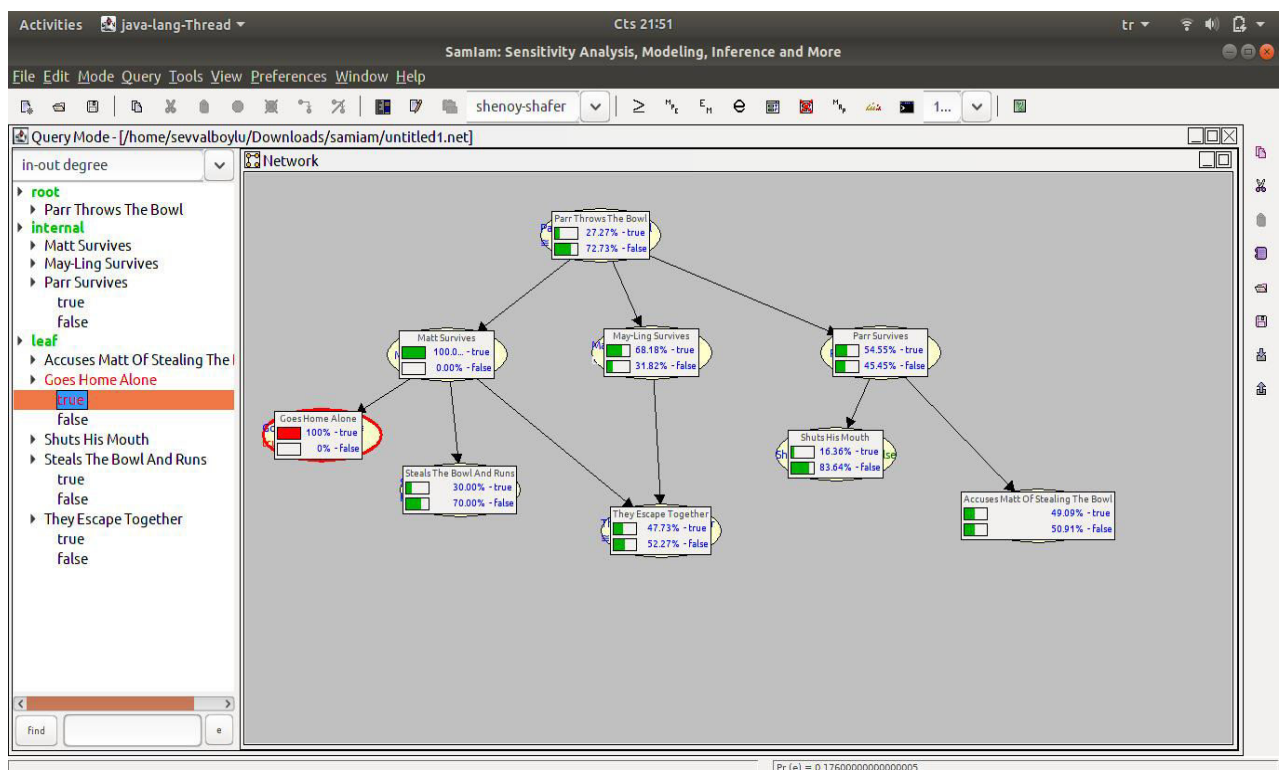 Activities java-lang-Thread Cts 21:51 tr
SamIam: Sensitivity Analysis, Modeling, Inference and More
File Edit Mode Query Tools View Preferences Window Help
shenoy-shafer 1...
Query Mode - [/home/sevvalboylu/Downloads/samiam/untitled1.net]
in-out degree
root
Parr Throws The Bowl
internal
Matt Survives
May-Ling Survives
Parr Survives
true
false
leaf
Accuses Matt Of Stealing The
Goes Home Alone
true
false
Shuts His Mouth
Steals The Bowl And Runs
true
false
They Escape Together
true
false
Find
e
Network
Parr Throws The Bowl
27.27% - true
72.73% - false
Matt Survives
100.0... - true
0.00% - false
May-Ling Survives
68.18% - true
31.82% - false
Parr Survives
54.55% - true
45.45% - false
Goes Home Alone
100% - true
0% - false
Steals The Bowl And Runs
30.00% - true
70.00% - false
They Escape Together
47.73% - true
52.27% - false
Shuts His Mouth
16.36% - true
83.64% - false
Accuses Matt Of Stealing The Bowl
49.09% - true
50.91% - false
Pr (e) = 0.17600000000000005